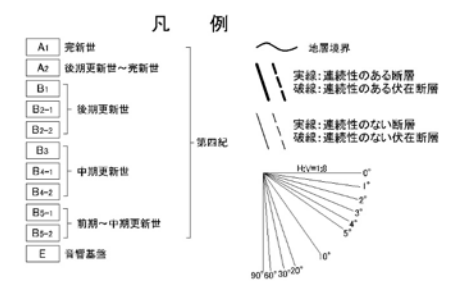 凡 例
A1 完新世
A2 後期更新世～完新世
B1
B2-1 後期更新世
B2-2
B3
B4-1 中期更新世
B4-2
B5-1
B5-2 前期～中期更新世
E 音響基盤
第四紀
地層境界
実線：連続性のある断層
破線：連続性のある伏在断層
実線：連続性のない断層
破線：連続性のない伏在断層
H:V=1:8
0°
1°
2°
3°
4°
5°
10°
90° 60° 30° 20°